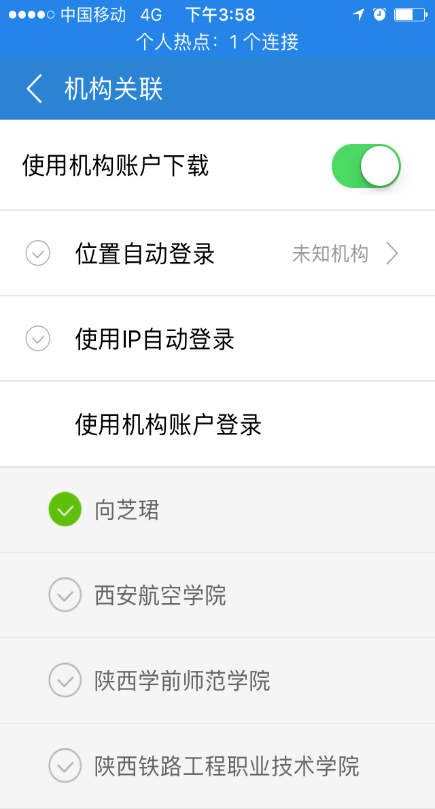 中国移动 4G 下午3:58
个人热点：1 个连接
机构关联
使用机构账户下载
位置自动登录 未知机构
使用IP自动登录
使用机构账户登录
向芝珺
西安航空学院
陕西学前师范学院
陕西铁路工程职业技术学院